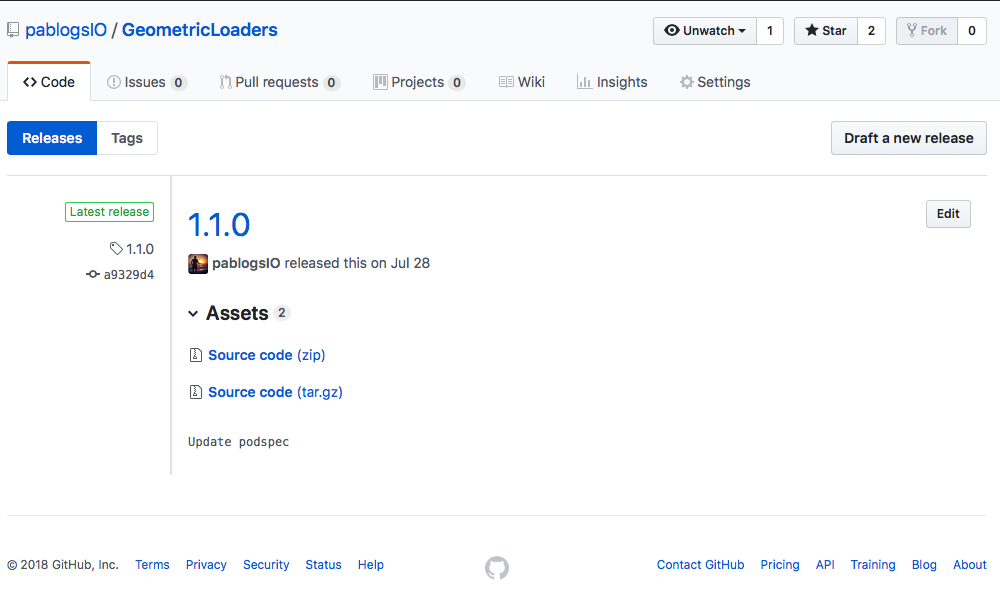 pablogsIO / GeometricLoaders
Unwatch 1 Star 2 Fork 0
Code Issues 0 Pull requests 0 Projects 0 Wiki Insights Settings
Releases Tags Draft a new release
Latest release
1.1.0
a9329d4
1.1.0
Edit
pablogsIO released this on Jul 28
Assets 2
Source code (zip)
Source code (tar.gz)
Update podspec
© 2018 GitHub, Inc. Terms Privacy Security Status Help Contact GitHub Pricing API Training Blog About